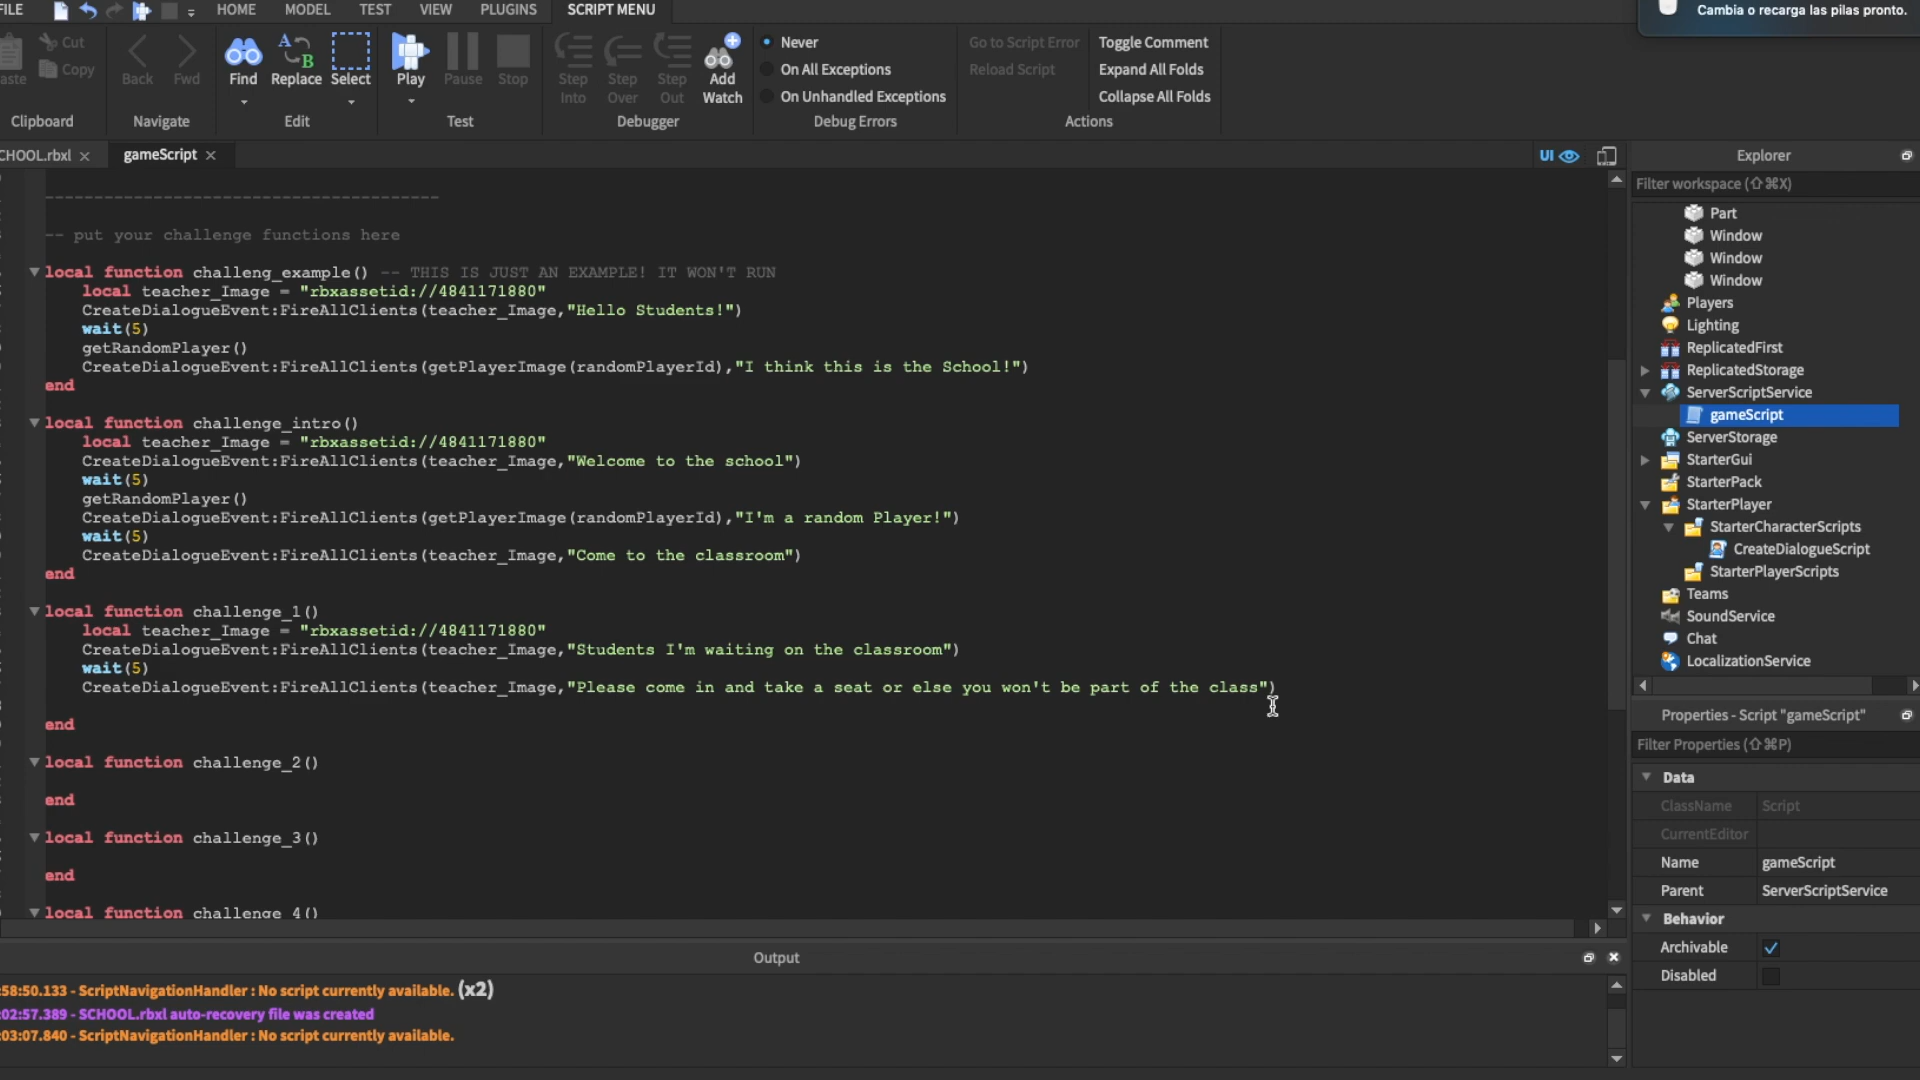 FILE HOME MODEL TEST VIEW PLUGINS SCRIPT MENU
Cambia o recarga las pilas pronto.
aste Cut Copy
Clipboard
Back Fwd
Navigate
Find Replace Select
Edit
Play Pause Stop
Test
Step Into Step Over Step Out Add Watch
Debugger
Never
On All Exceptions
On Unhandled Exceptions
Debug Errors
Go to Script Error
Reload Script
Toggle Comment
Expand All Folds
Collapse All Folds
Actions
CHOOL.rbxl gameScript
UI
---------------------------------------
-- put your challenge functions here
local function challeng_example() -- THIS IS JUST AN EXAMPLE! IT WON'T RUN
local teacher_Image = "rbxassetid://4841171880"
CreateDialogueEvent:FireAllClients(teacher_Image,"Hello Students!")
wait(5)
getRandomPlayer()
CreateDialogueEvent:FireAllClients(getPlayerImage(randomPlayerId),"I think this is the School!")
end
local function challenge_intro()
local teacher_Image = "rbxassetid://4841171880"
CreateDialogueEvent:FireAllClients(teacher_Image,"Welcome to the school")
wait(5)
getRandomPlayer()
CreateDialogueEvent:FireAllClients(getPlayerImage(randomPlayerId),"I'm a random Player!")
wait(5)
CreateDialogueEvent:FireAllClients(teacher_Image,"Come to the classroom")
end
local function challenge_1()
local teacher_Image = "rbxassetid://4841171880"
CreateDialogueEvent:FireAllClients(teacher_Image,"Students I'm waiting on the classroom")
wait(5)
CreateDialogueEvent:FireAllClients(teacher_Image,"Please come in and take a seat or else you won't be part of the class")
end
local function challenge_2()
end
local function challenge_3()
end
local function challenge_4()
Output
:58:50.133 - ScriptNavigationHandler : No script currently available. (x2)
:02:57.389 - SCHOOL.rbxl auto-recovery file was created
:03:07.840 - ScriptNavigationHandler : No script currently available.
Explorer
Filter workspace (⇧⌘X)
Part
Window
Window
Window
Players
Lighting
ReplicatedFirst
ReplicatedStorage
ServerScriptService
gameScript
ServerStorage
StarterGui
StarterPack
StarterPlayer
StarterCharacterScripts
CreateDialogueScript
StarterPlayerScripts
Teams
SoundService
Chat
LocalizationService
Properties - Script "gameScript"
Filter Properties (⇧⌘P)
Data
ClassName Script
CurrentEditor
Name gameScript
Parent ServerScriptService
Behavior
Archivable
Disabled